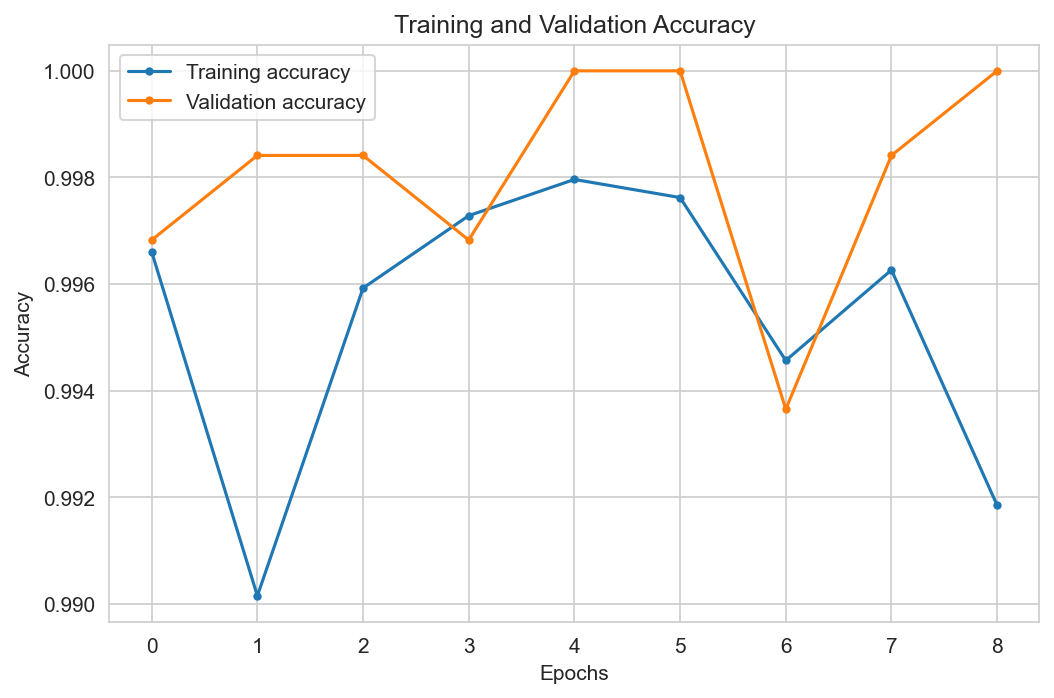 Training and Validation Accuracy
Training accuracy
Validation accuracy
Accuracy
1.000
0.998
0.996
0.994
0.992
0.990
0 1 2 3 4 5 6 7 8
Epochs